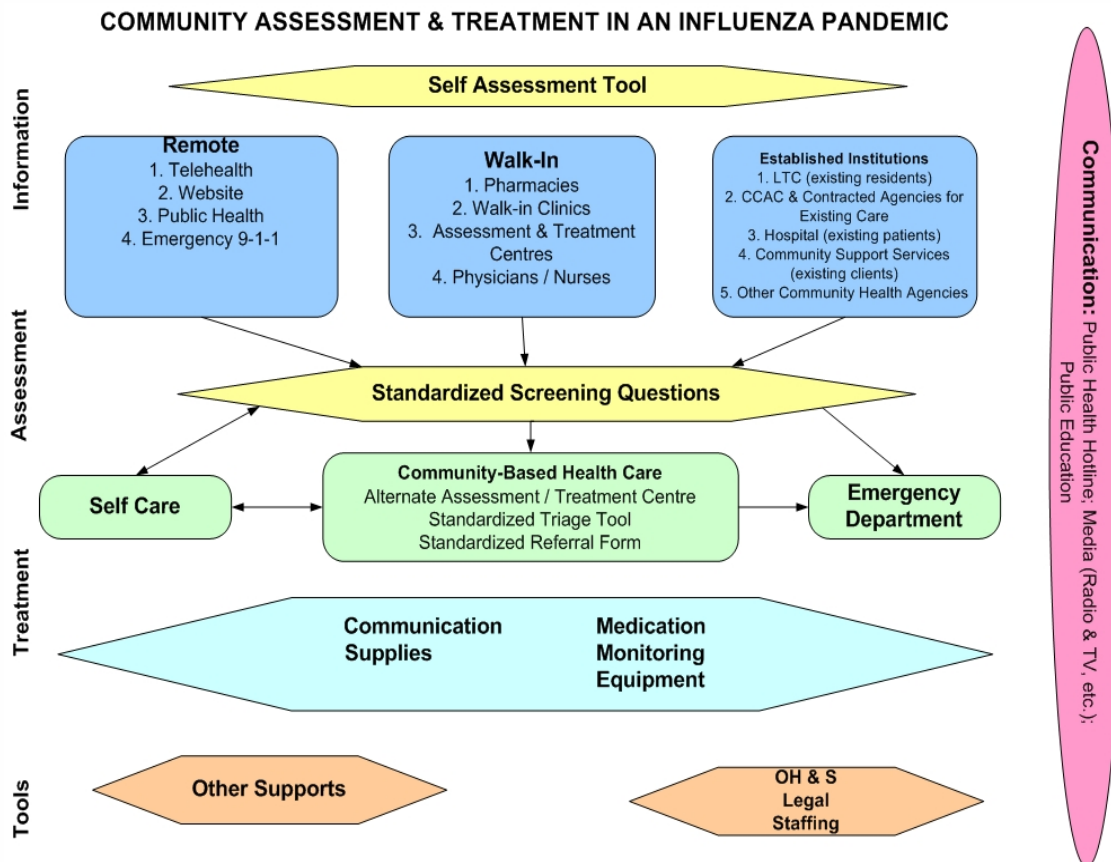 COMMUNITY ASSESSMENT & TREATMENT IN AN INFLUENZA PANDEMIC
Information
Self Assessment Tool
Remote
1. Telehealth
2. Website
3. Public Health
4. Emergency 9-1-1
Walk-In
1. Pharmacies
2. Walk-in Clinics
3. Assessment & Treatment
Centres
4. Physicians / Nurses
Established Institutions
1. LTC (existing residents)
2. CCAC & Contracted Agencies for
Existing Care
3. Hospital (existing patients)
4. Community Support Services
(existing clients)
5. Other Community Health Agencies
Assessment
Standardized Screening Questions
Self Care
Community-Based Health Care
Alternate Assessment / Treatment Centre
Standardized Triage Tool
Standardized Referral Form
Emergency
Department
Treatment
Communication
Supplies
Medication
Monitoring
Equipment
Tools
Other Supports
OH & S
Legal
Staffing
Communication: Public Health Hotline; Media (Radio & TV, etc.);
Public Education